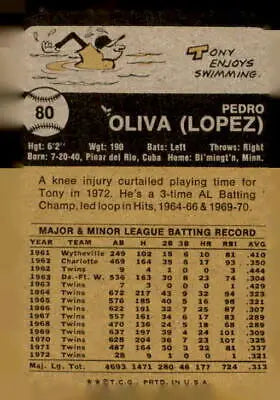 TONY
ENJOYS
SWIMMING.
80
PEDRO
OLIVA (LOPEZ)
Hgt: 6'2" Wgt: 190 Bats: Left Throws: Right
Born: 7-20-40, Pinar del Rio, Cuba Home: Bl'mingt'n, Minn.
A knee injury curtailed playing time for
Tony in 1972. He's a 3-time AL Batting
Champ, led loop in Hits, 1964-66 & 1969-70.
MAJOR & MINOR LEAGUE BATTING RECORD
YEAR TEAM AB H 2B 3B HR RBI AVG.
1961 Wytheville 249 102 15 6 10 81 .410
1962 Charlotte 469 164 35 6 17 93 .350
1962 Twins 9 4 1 0 0 3 .444
1963 Da.-Ft. W. 535 163 30 8 23 74 .304
1963 Twins 7 3 0 0 0 1 .429
1964 Twins 672 217 43 9 32 94 .323
1965 Twins 576 185 40 5 16 98 .321
1966 Twins 622 191 32 7 25 87 .307
1967 Twins 557 161 34 6 17 83 .289
1968 Twins 470 136 24 5 18 68 .289
1969 Twins 637 197 39 4 24 101 .309
1970 Twins 628 204 36 7 23 107 .325
1971 Twins 487 164 30 3 22 81 .337
1972 Twins 28 9 1 0 0 1 .321
Maj. Lg. Tot. 4693 1471 280 46 177 724 .313
© T.C.G. PRTD. IN U.S.A.